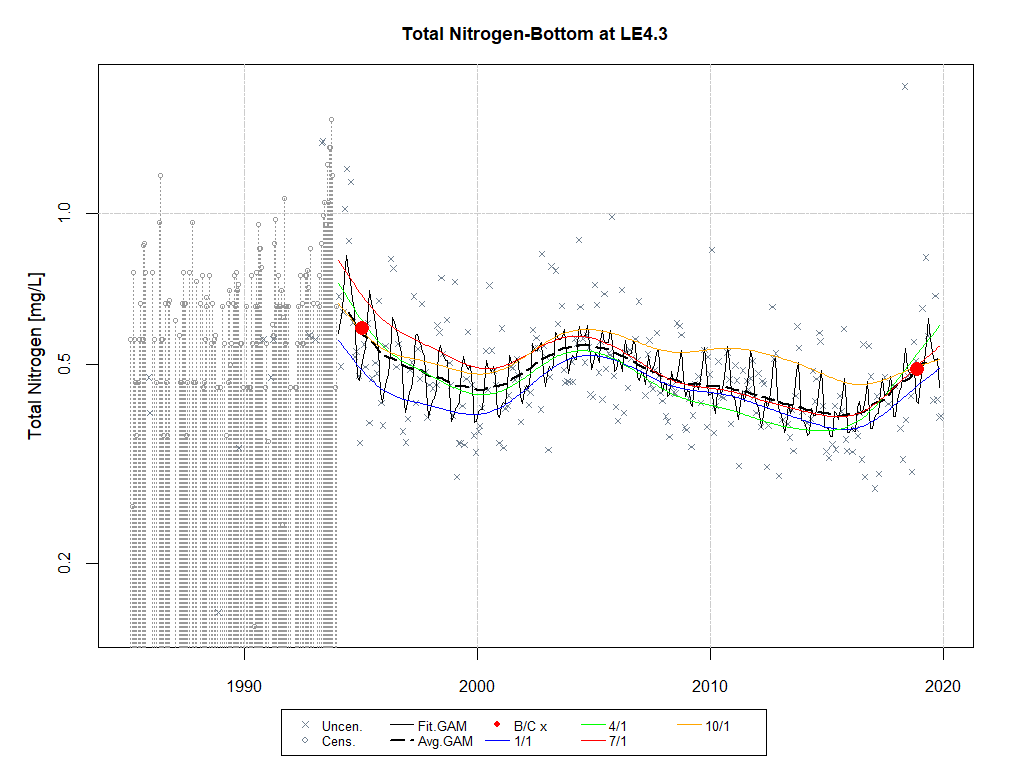 Total Nitrogen-Bottom at LE4.3
Total Nitrogen [mg/L]
1.0
0.5
0.2
1990 2000 2010 2020
Uncen. Fit.GAM B/C x 4/1 10/1
Cens. Avg.GAM 1/1 7/1